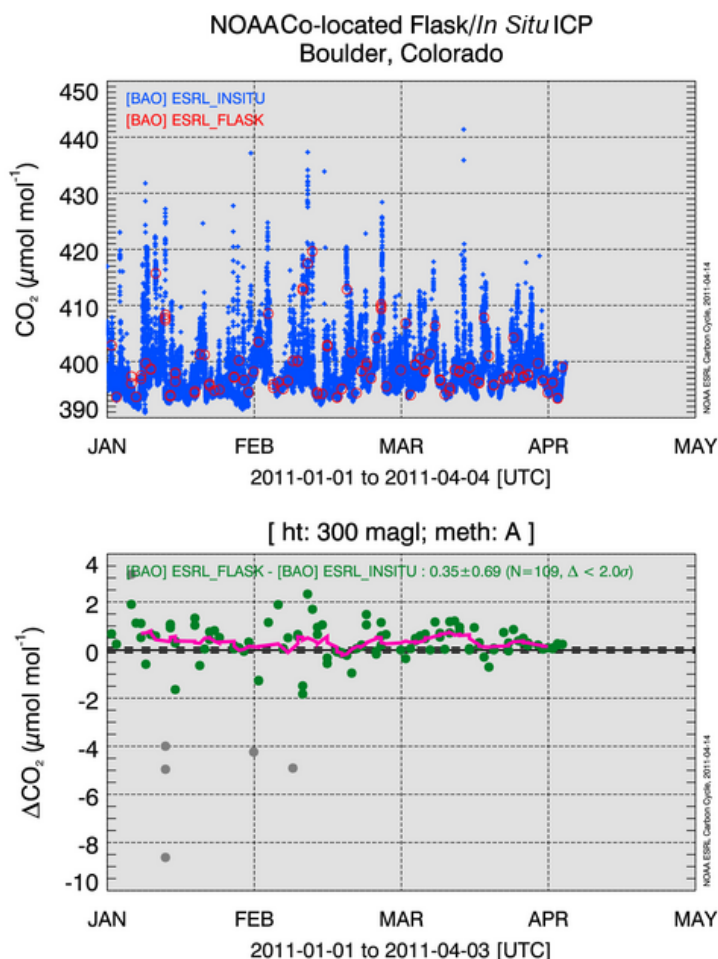 NOAA Co-located Flask/In Situ ICP
Boulder, Colorado
450
440
430
420
410
400
390
[BAO] ESRL_INSITU
[BAO] ESRL_FLASK
CO₂ (μmol mol⁻¹)
NOAA ESRL Carbon Cycle, 2011-04-14
JAN FEB MAR APR MAY
2011-01-01 to 2011-04-04 [UTC]
[ ht: 300 magl; meth: A ]
4
2
0
-2
-4
-6
-8
-10
[BAO] ESRL_FLASK - [BAO] ESRL_INSITU : 0.35±0.69 (N=109, Δ < 2.0σ)
ΔCO₂ (μmol mol⁻¹)
NOAA ESRL Carbon Cycle, 2011-04-14
JAN FEB MAR APR MAY
2011-01-01 to 2011-04-03 [UTC]